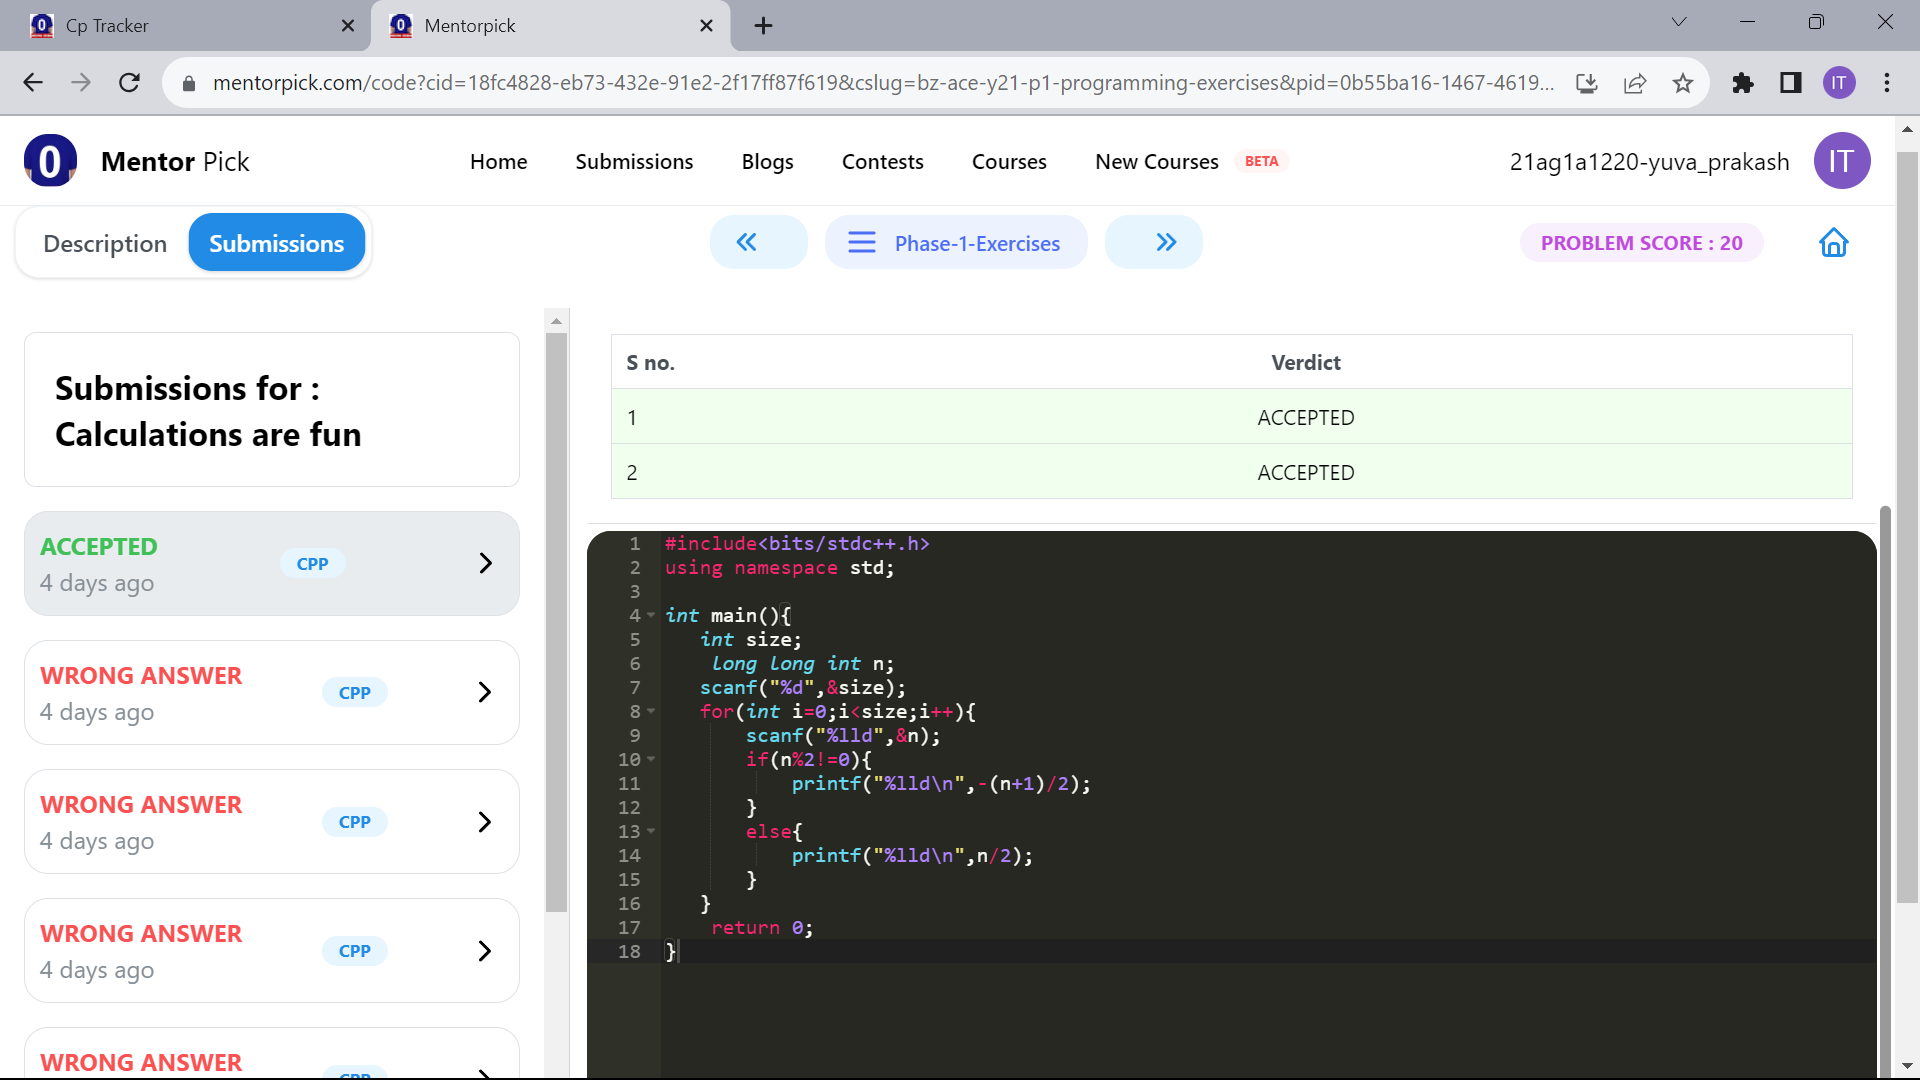 Cp Tracker
Mentorpick
mentorpick.com/code?cid=18fc4828-eb73-432e-91e2-2f17ff87f619&cslug=bz-ace-y21-p1-programming-exercises&pid=0b55ba16-1467-4619...
IT
0
Mentor Pick
Home
Submissions
Blogs
Contests
Courses
New Courses
BETA
21ag1a1220-yuva_prakash
IT
Description
Submissions
Phase-1-Exercises
PROBLEM SCORE : 20
Submissions for :
Calculations are fun
ACCEPTED
4 days ago
CPP
WRONG ANSWER
4 days ago
CPP
WRONG ANSWER
4 days ago
CPP
WRONG ANSWER
4 days ago
CPP
WRONG ANSWER
CPP
S no. Verdict
1 ACCEPTED
2 ACCEPTED
1 #include<bits/stdc++.h>
2 using namespace std;
3
4 int main(){
5 int size;
6 long long int n;
7 scanf("%d",&size);
8 for(int i=0;i<size;i++){
9 scanf("%lld",&n);
10 if(n%2!=0){
11 printf("%lld\n",-(n+1)/2);
12 }
13 else{
14 printf("%lld\n",n/2);
15 }
16 }
17 return 0;
18 }